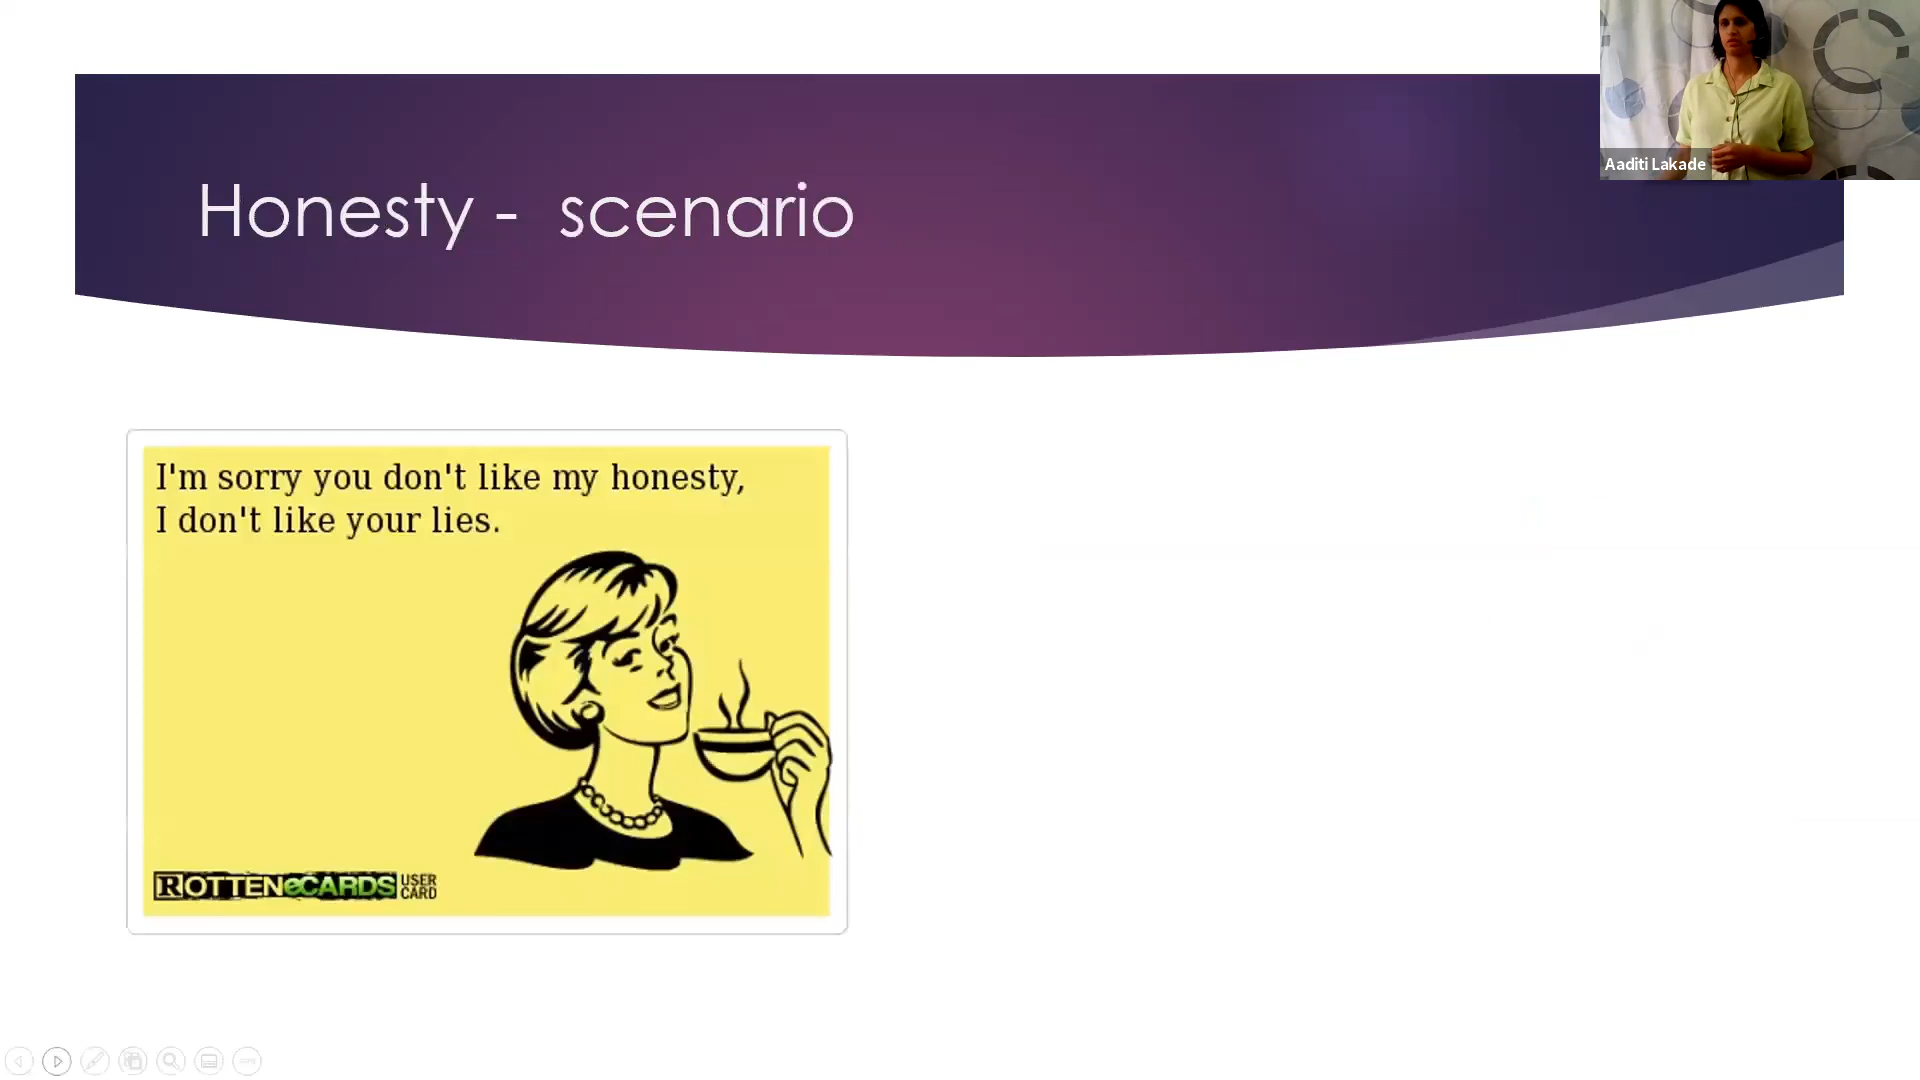 Aaditi Lakade
Honesty -  scenario
I'm sorry you don't like my honesty,
I don't like your lies.
ROTTENeCARDS USER
CARD